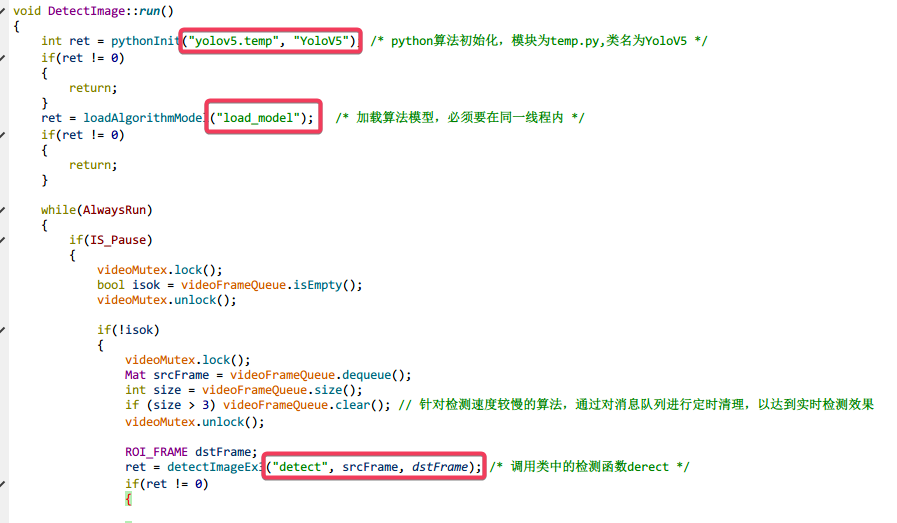 void DetectImage::run()
{
int ret = pythonInit("yolov5.temp", "YoloV5"); /* python算法初始化，模块为temp.py,类名为YoloV5 */
if(ret != 0)
{
return;
}
ret = loadAlgorithmModel("load_model"); /* 加载算法模型，必须要在同一线程内 */
if(ret != 0)
{
return;
}
while(AlwaysRun)
{
if(IS_Pause)
{
videoMutex.lock();
bool isok = videoFrameQueue.isEmpty();
videoMutex.unlock();
if(!isok)
{
videoMutex.lock();
Mat srcFrame = videoFrameQueue.dequeue();
int size = videoFrameQueue.size();
if (size > 3) videoFrameQueue.clear(); // 针对检测速度较慢的算法，通过对消息队列进行定时清理，以达到实时检测效果
videoMutex.unlock();
ROI_FRAME dstFrame;
ret = ("detect", srcFrame, dstFrame); /* 调用类中的检测函数derect */
if(ret != 0)
{